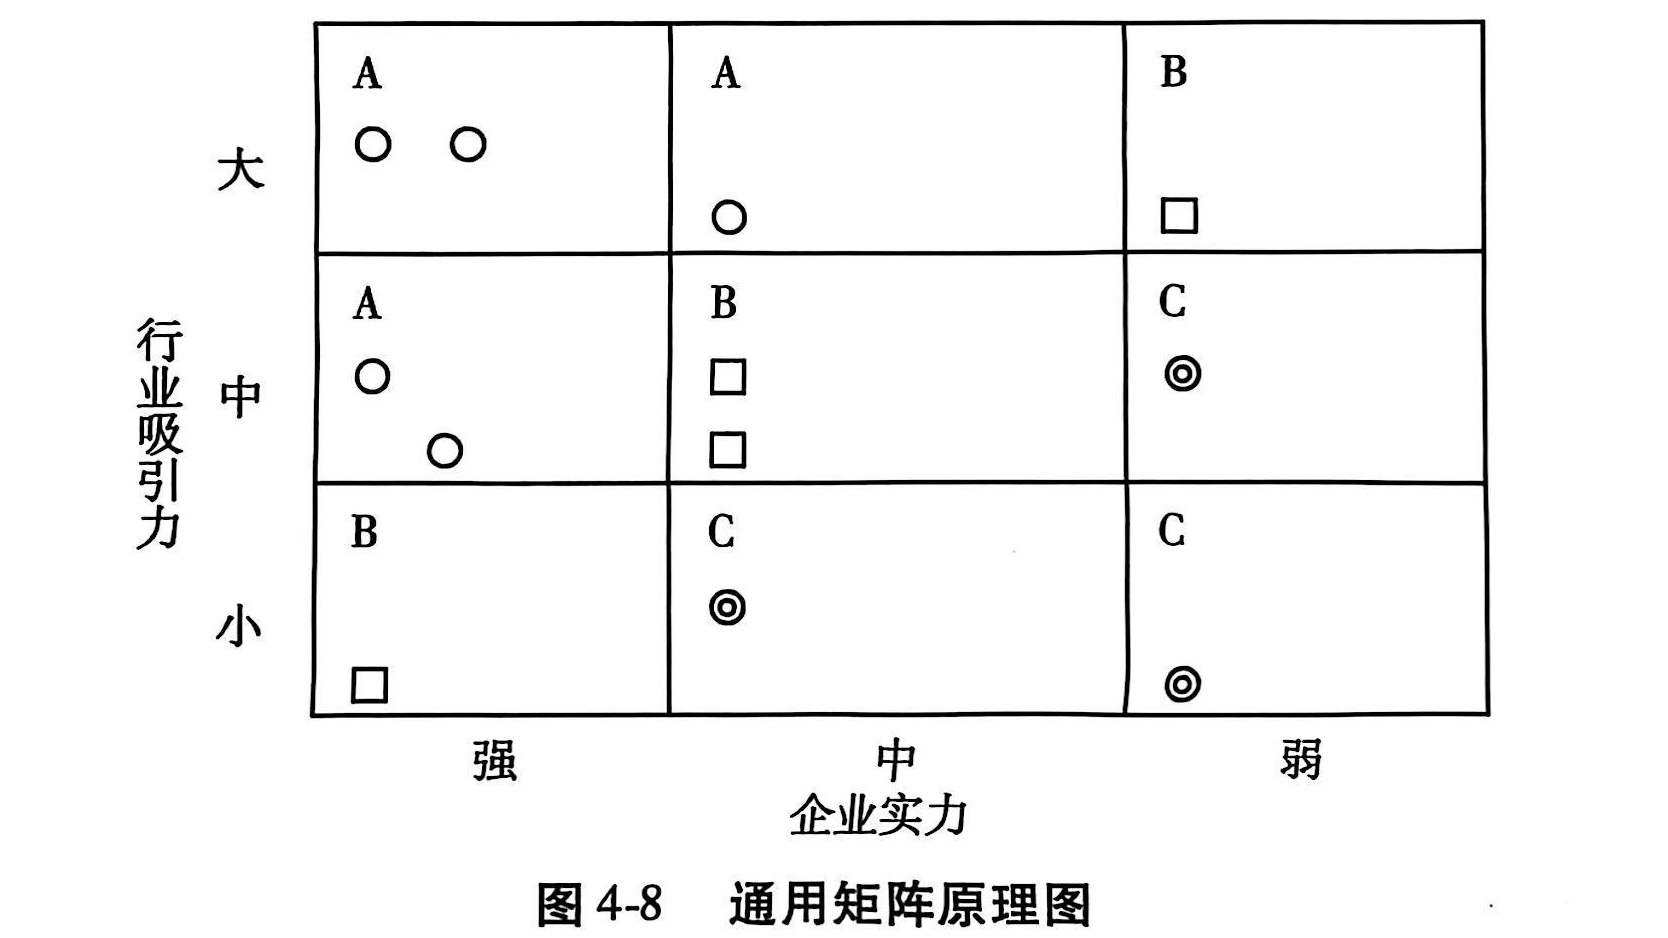 A A B
大
A B C
行业吸引力
中
B C C
小
强 中 弱
企业实力
图 4-8 通用矩阵原理图